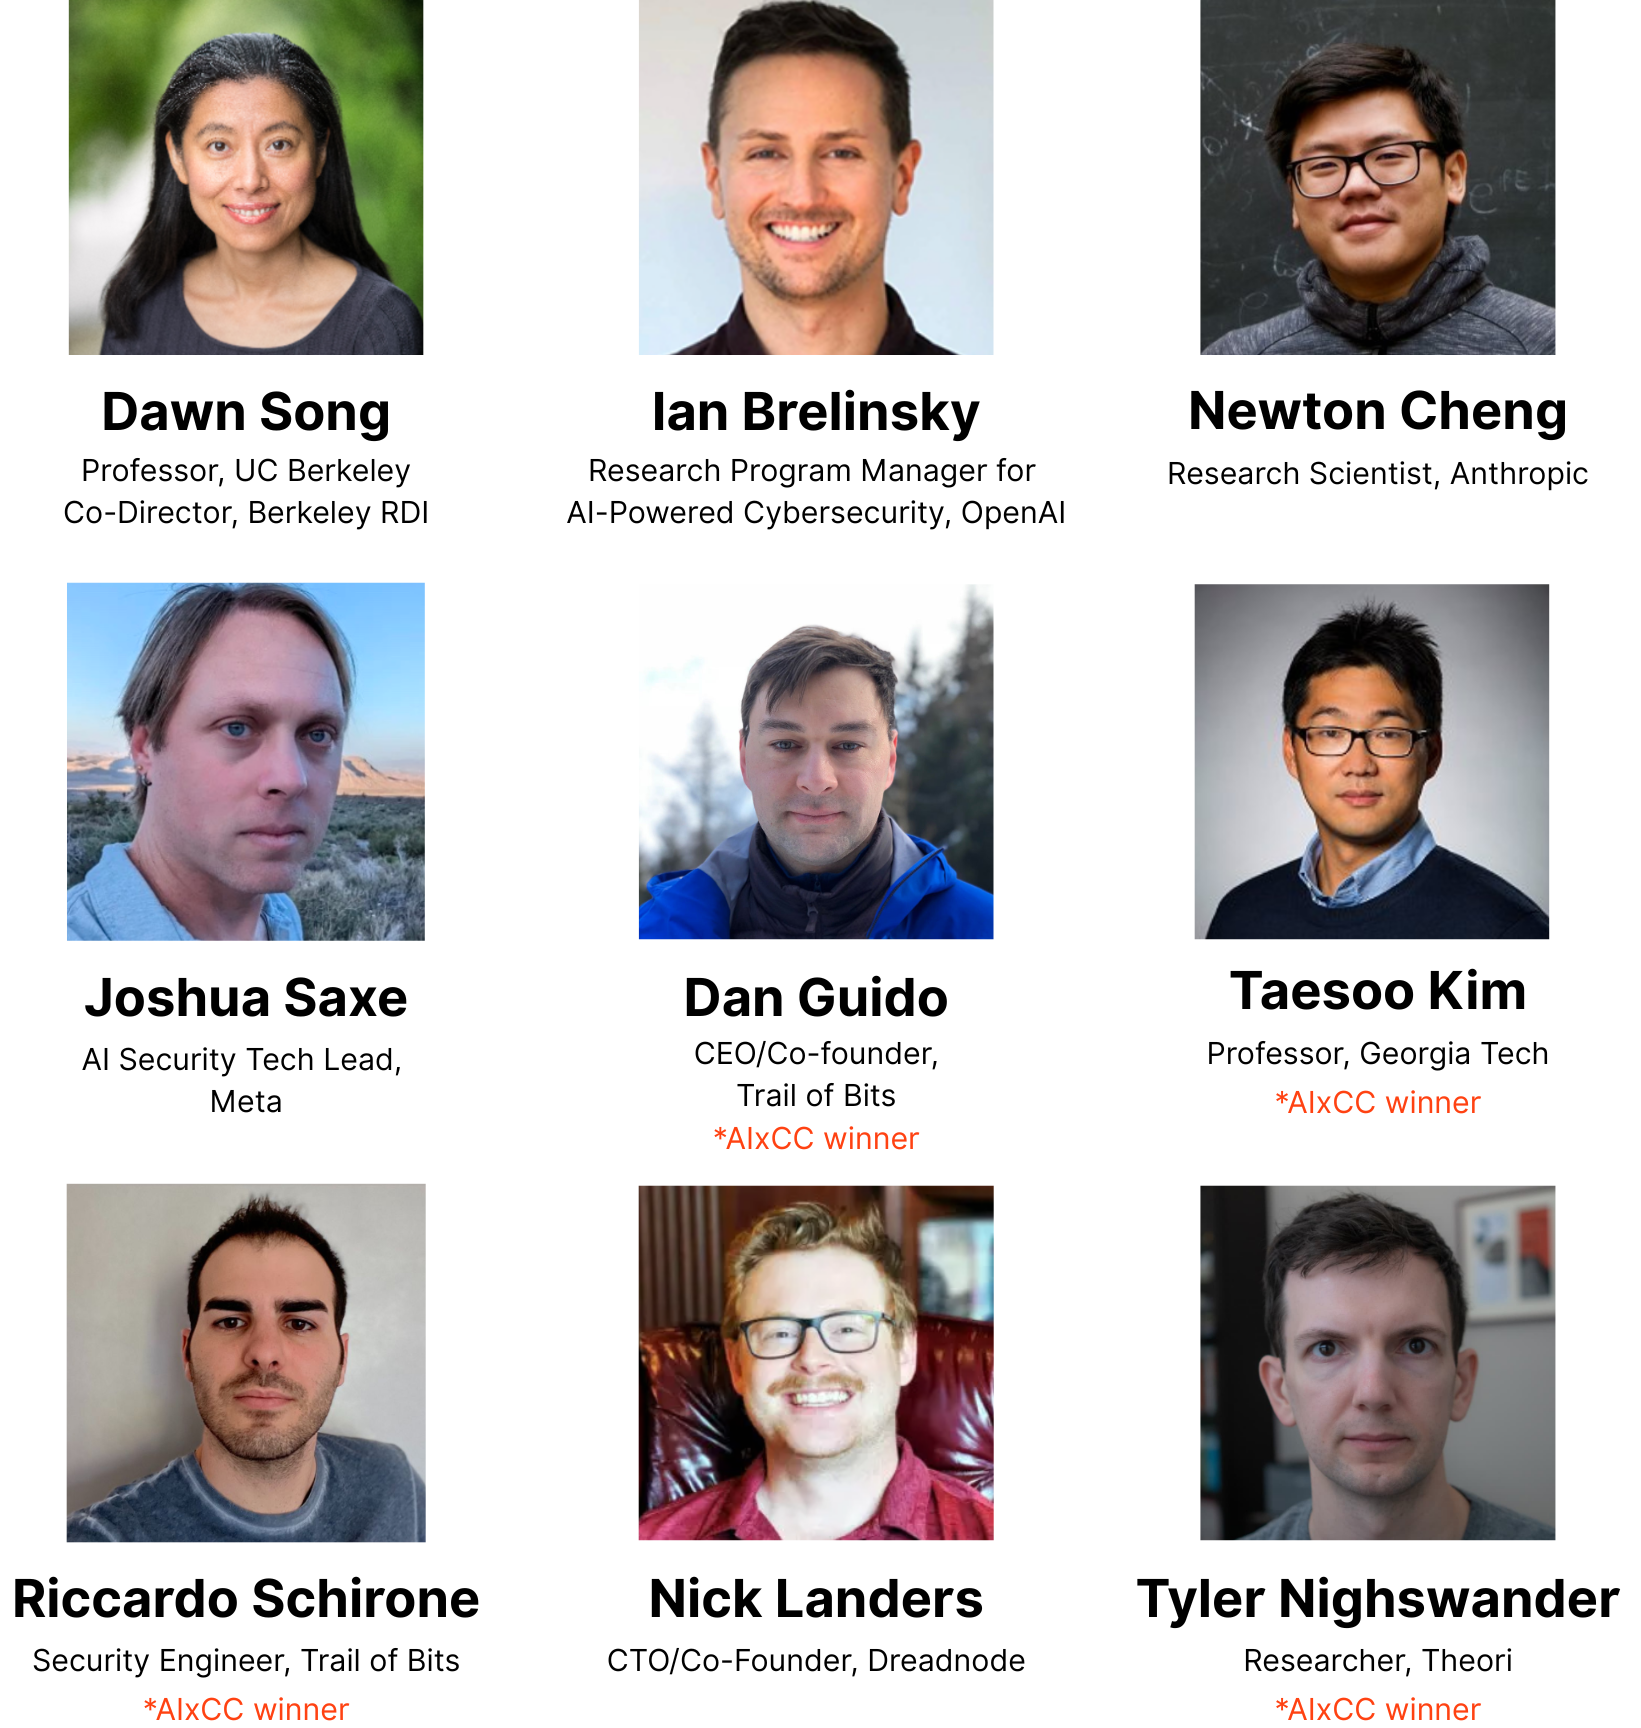 Dawn Song
Professor, UC Berkeley
Co-Director, Berkeley RDI
Ian Brelinsky
Research Program Manager for
AI-Powered Cybersecurity, OpenAI
Newton Cheng
Research Scientist, Anthropic
Joshua Saxe
AI Security Tech Lead,
Meta
Dan Guido
CEO/Co-founder,
Trail of Bits
*AIxCC winner
Taesoo Kim
Professor, Georgia Tech
*AIxCC winner
Riccardo Schirone
Security Engineer, Trail of Bits
*AIxCC winner
Nick Landers
CTO/Co-Founder, Dreadnode
Tyler Nighswander
Researcher, Theori
*AIxCC winner